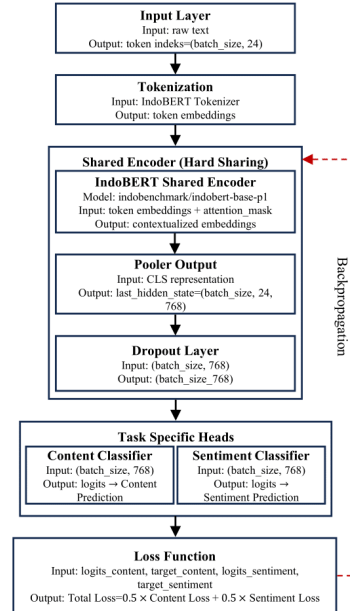 Input Layer
Input: raw text
Output: token indeks=(batch_size, 24)
Tokenization
Input: IndoBERT Tokenizer
Output: token embeddings
Shared Encoder (Hard Sharing)
IndoBERT Shared Encoder
Model: indobenchmark/indobert-base-p1
Input: token embeddings + attention_mask
Output: contextualized embeddings
Pooler Output
Input: CLS representation
Output: last_hidden_state=(batch_size, 24,
768)
Dropout Layer
Input: (batch_size, 768)
Output: (batch_size_768)
Backpropagation
Task Specific Heads
Content Classifier
Input: (batch_size, 768)
Output: logits → Content
Prediction
Sentiment Classifier
Input: (batch_size, 768)
Output: logits →
Sentiment Prediction
Loss Function
Input: logits_content, target_content, logits_sentiment,
target_sentiment
Output: Total Loss=0.5 × Content Loss + 0.5 × Sentiment Loss